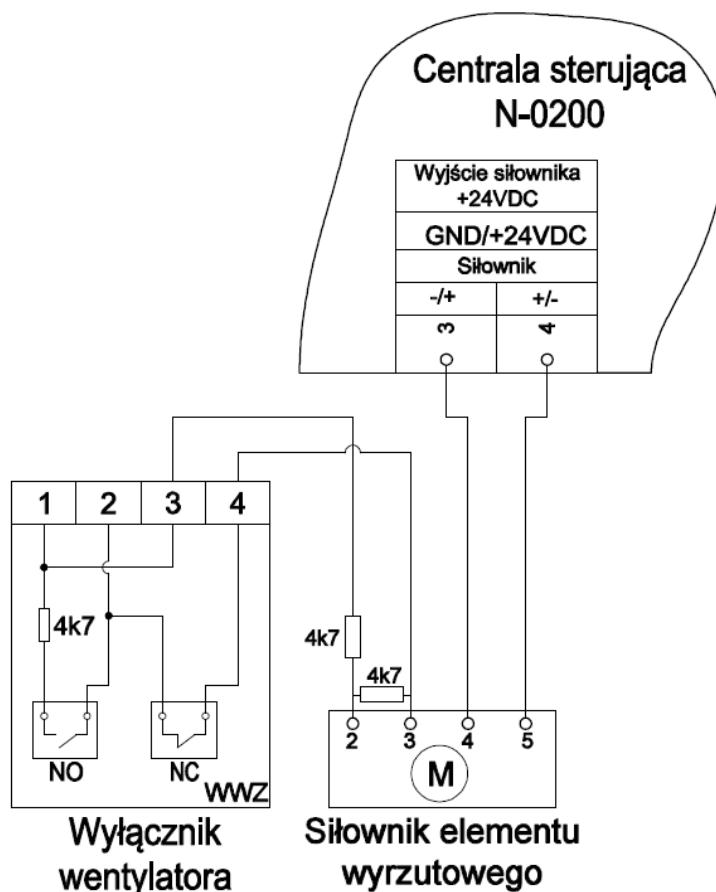 Centrala sterująca
N-0200
Wyjście siłownika
+24VDC
GND/+24VDC
Siłownik
-/+ +/-
3 4
1 2 3 4
4k7
4k7
4k7
2 3 4 5
NO NC
WWZ
M
Wyłącznik
wentylatora
Siłownik elementu
wyrzutowego